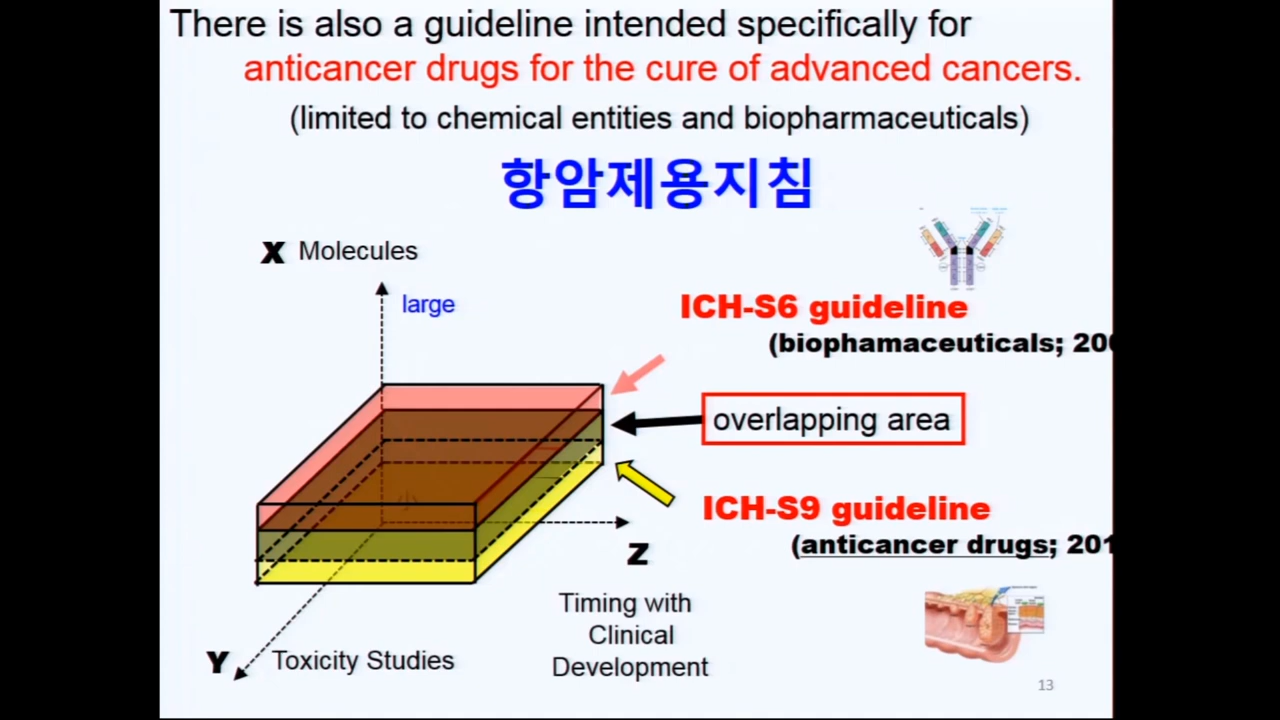 There is also a guideline intended specifically for
anticancer drugs for the cure of advanced cancers.
(limited to chemical entities and biopharmaceuticals)
항암제용지침
X Molecules
large
ICH-S6 guideline
(biophamaceuticals;
overlapping area
小
ICH-S9 guideline
(anticancer drugs;
Z
Timing with
Clinical
Development
Y Toxicity Studies
13